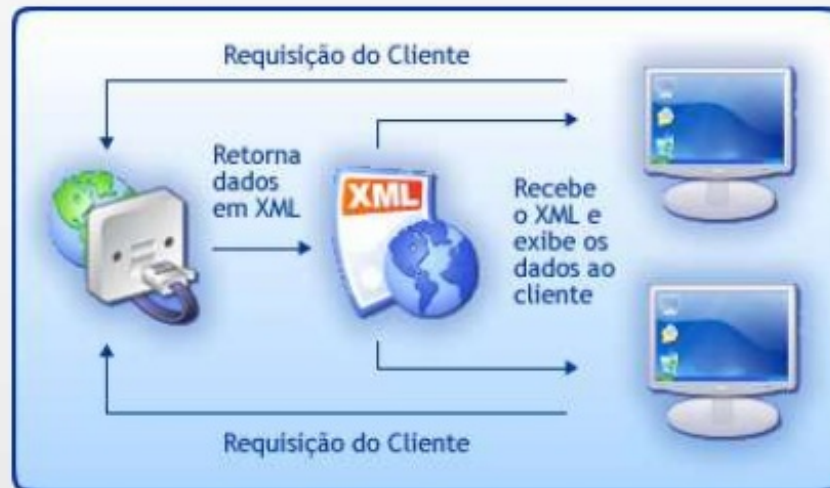 Requisição do Cliente
Retorna
dados
em XML
XML
Recebe
o XML e
exibe os
dados ao
cliente
Requisição do Cliente